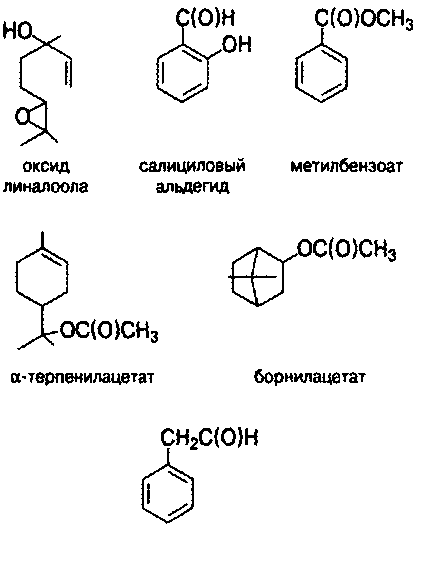 HO
C(O)H
OH
C(O)OCH₃
O
оксид
линалоола
салициловый
альдегид
метилбензоат
OC(O)CH₃
OC(O)CH₃
α-терпенилацетат
борнилацетат
CH₂C(O)H